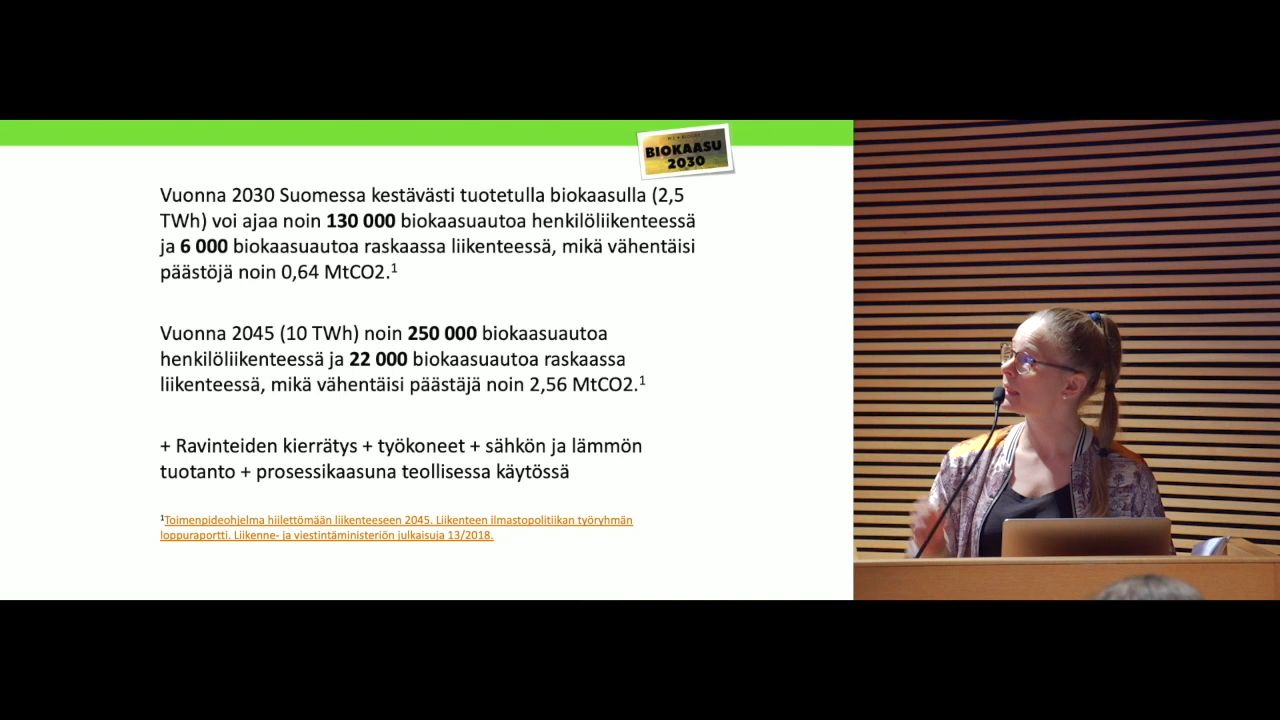 BIOKAASU
2030
Vuonna 2030 Suomessa kestävästi tuotetulla biokaasulla (2,5
TWh) voi ajaa noin 130 000 biokaasuautoa henkilöliikenteessä
ja 6 000 biokaasuautoa raskaassa liikenteessä, mikä vähentäisi
päästöjä noin 0,64 MtCO2.¹
Vuonna 2045 (10 TWh) noin 250 000 biokaasuautoa
henkilöliikenteessä ja 22 000 biokaasuautoa raskaassa
liikenteessä, mikä vähentäisi päästäjä noin 2,56 MtCO2.¹
+ Ravinteiden kierrätys + työkoneet + sähkön ja lämmön
tuotanto + prosessikaasuna teollisessa käytössä
¹Toimenpideohjelma hiilettömään liikenteeseen 2045. Liikenteen ilmastopolitiikan työryhmän
loppuraportti. Liikenne- ja viestintäministeriön julkaisuja 13/2018.